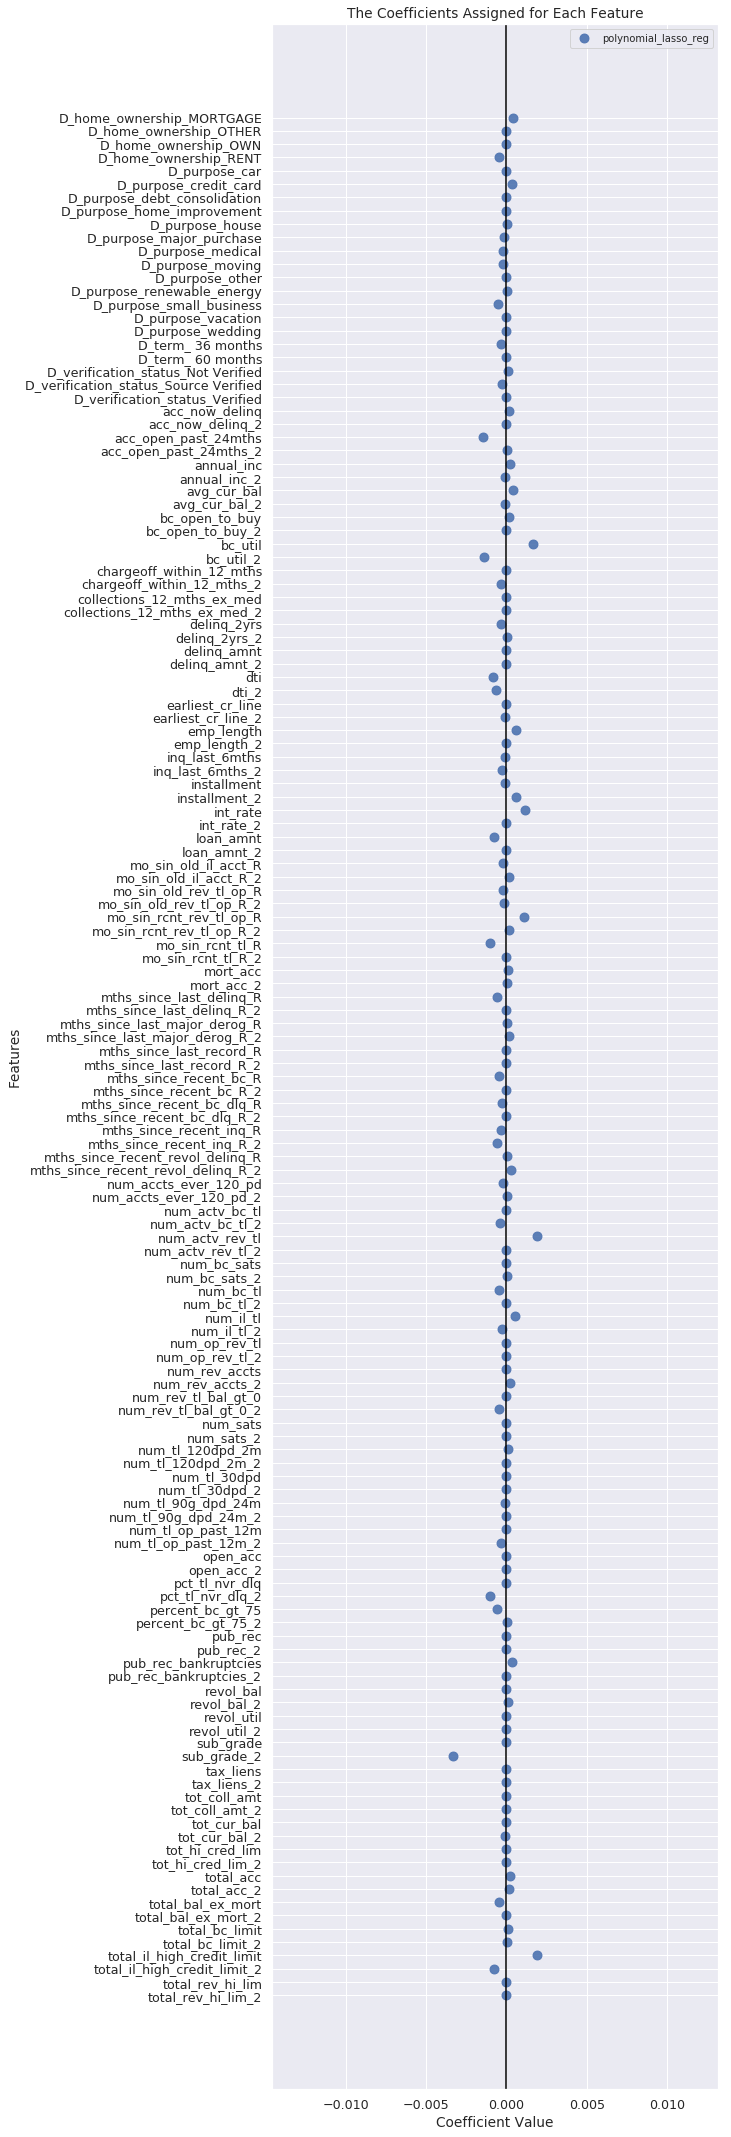 The Coefficients Assigned for Each Feature
polynomial_lasso_reg
D_home_ownership_MORTGAGE
D_home_ownership_OTHER
D_home_ownership_OWN
D_home_ownership_RENT
D_purpose_car
D_purpose_credit_card
D_purpose_debt_consolidation
D_purpose_home_improvement
D_purpose_house
D_purpose_major_purchase
D_purpose_medical
D_purpose_moving
D_purpose_other
D_purpose_renewable_energy
D_purpose_small_business
D_purpose_vacation
D_purpose_wedding
D_term_ 36 months
D_term_ 60 months
D_verification_status_Not Verified
D_verification_status_Source Verified
D_verification_status_Verified
acc_now_delinq
acc_now_delinq_2
acc_open_past_24mths
acc_open_past_24mths_2
annual_inc
annual_inc_2
avg_cur_bal
avg_cur_bal_2
bc_open_to_buy
bc_open_to_buy_2
bc_util
bc_util_2
chargeoff_within_12_mths
chargeoff_within_12_mths_2
collections_12_mths_ex_med
collections_12_mths_ex_med_2
delinq_2yrs
delinq_2yrs_2
delinq_amnt
delinq_amnt_2
dti
dti_2
earliest_cr_line
earliest_cr_line_2
emp_length
emp_length_2
inq_last_6mths
inq_last_6mths_2
installment
installment_2
int_rate
int_rate_2
loan_amnt
loan_amnt_2
mo_sin_old_il_acct_R
mo_sin_old_il_acct_R_2
mo_sin_old_rev_tl_op_R
mo_sin_old_rev_tl_op_R_2
mo_sin_rcnt_rev_tl_op_R
mo_sin_rcnt_rev_tl_op_R_2
mo_sin_rcnt_tl_R
mo_sin_rcnt_tl_R_2
mort_acc
mort_acc_2
mths_since_last_delinq_R
mths_since_last_delinq_R_2
mths_since_last_major_derog_R
mths_since_last_major_derog_R_2
mths_since_last_record_R
mths_since_last_record_R_2
mths_since_recent_bc_R
mths_since_recent_bc_R_2
mths_since_recent_bc_dlq_R
mths_since_recent_bc_dlq_R_2
mths_since_recent_inq_R
mths_since_recent_inq_R_2
mths_since_recent_revol_delinq_R
mths_since_recent_revol_delinq_R_2
num_accts_ever_120_pd
num_accts_ever_120_pd_2
num_actv_bc_tl
num_actv_bc_tl_2
num_actv_rev_tl
num_actv_rev_tl_2
num_bc_sats
num_bc_sats_2
num_bc_tl
num_bc_tl_2
num_il_tl
num_il_tl_2
num_op_rev_tl
num_op_rev_tl_2
num_rev_accts
num_rev_accts_2
num_rev_tl_bal_gt_0
num_rev_tl_bal_gt_0_2
num_sats
num_sats_2
num_tl_120dpd_2m
num_tl_120dpd_2m_2
num_tl_30dpd
num_tl_30dpd_2
num_tl_90g_dpd_24m
num_tl_90g_dpd_24m_2
num_tl_op_past_12m
num_tl_op_past_12m_2
open_acc
open_acc_2
pct_tl_nvr_dlq
pct_tl_nvr_dlq_2
percent_bc_gt_75
percent_bc_gt_75_2
pub_rec
pub_rec_2
pub_rec_bankruptcies
pub_rec_bankruptcies_2
revol_bal
revol_bal_2
revol_util
revol_util_2
sub_grade
sub_grade_2
tax_liens
tax_liens_2
tot_coll_amt
tot_coll_amt_2
tot_cur_bal
tot_cur_bal_2
tot_hi_cred_lim
tot_hi_cred_lim_2
total_acc
total_acc_2
total_bal_ex_mort
total_bal_ex_mort_2
total_bc_limit
total_bc_limit_2
total_il_high_credit_limit
total_il_high_credit_limit_2
total_rev_hi_lim
total_rev_hi_lim_2
Features
−0.010 −0.005 0.000 0.005 0.010
Coefficient Value